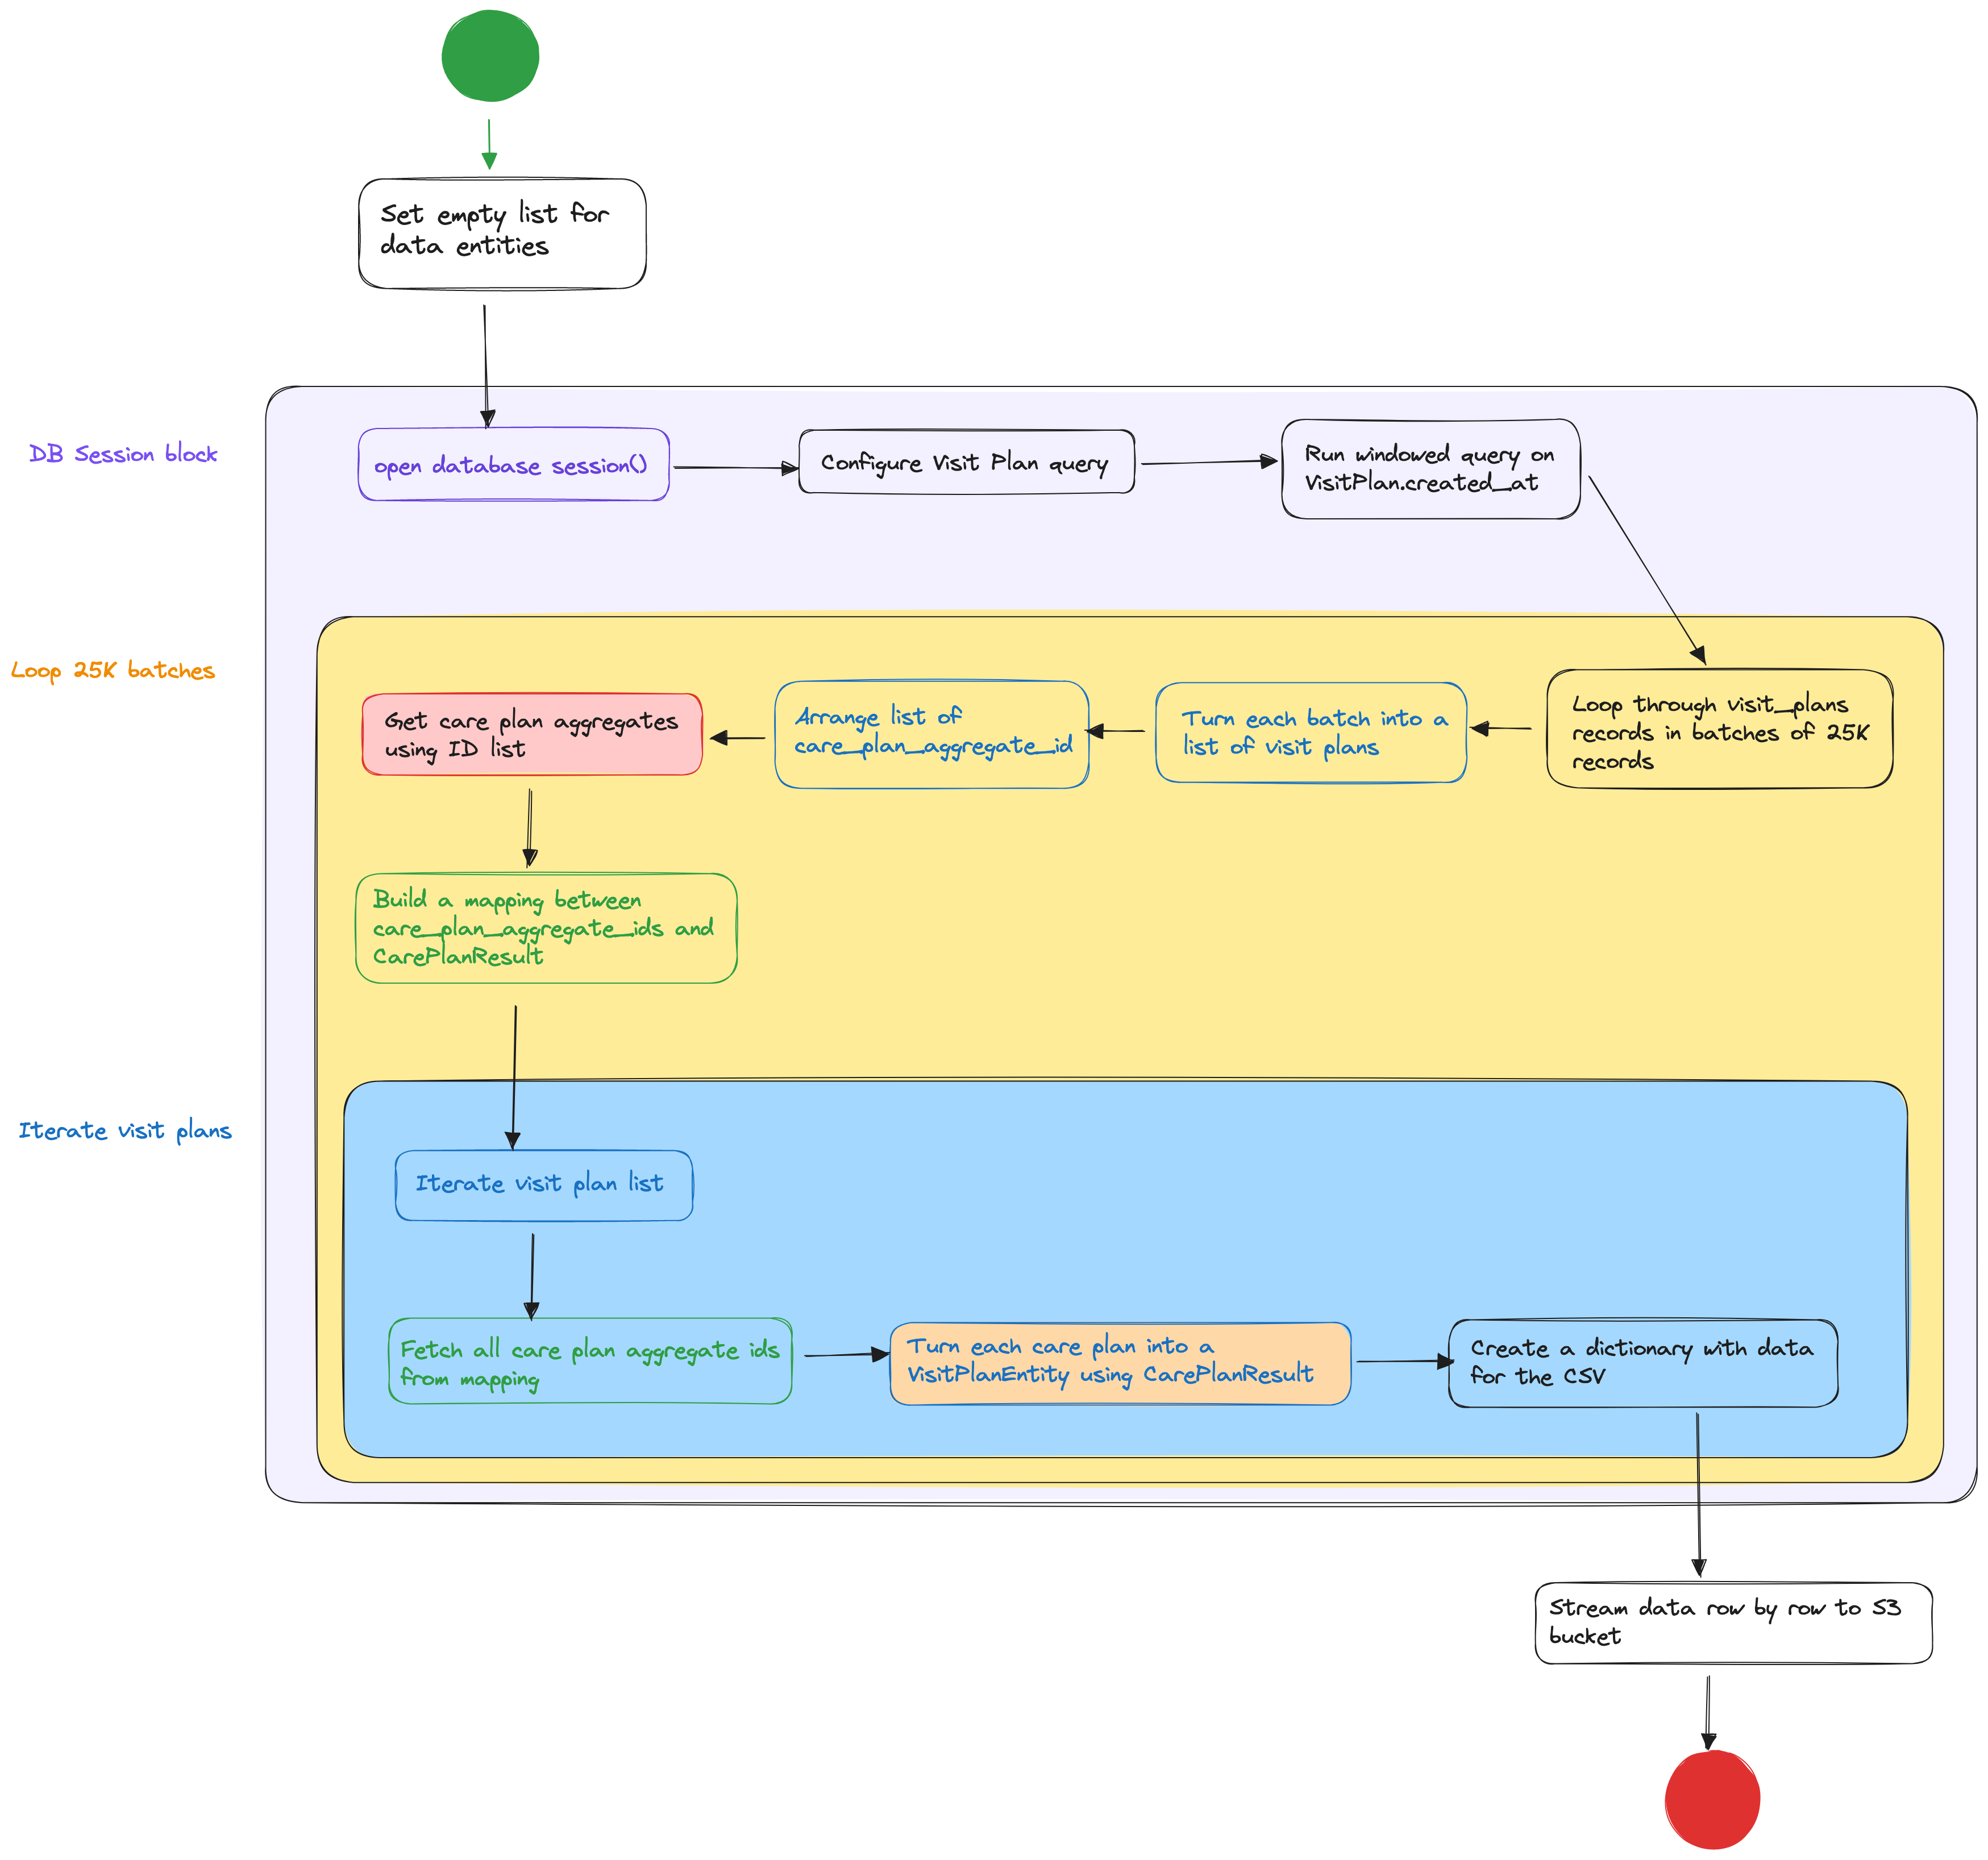 Set empty list for
data entities
DB Session block
open database session()
Configure Visit Plan query
Run windowed query on
VisitPlan.created_at
Loop 25K batches
Loop through visit_plans
records in batches of 25K
records
Turn each batch into a
list of visit plans
Arrange list of
care_plan_aggregate_id
Get care plan aggregates
using ID list
Build a mapping between
care_plan_aggregate_ids and
CarePlanResult
Iterate visit plans
Iterate visit plan list
Fetch all care plan aggregate ids
from mapping
Turn each care plan into a
VisitPlanEntity using CarePlanResult
Create a dictionary with data
for the CSV
Stream data row by row to S3
bucket